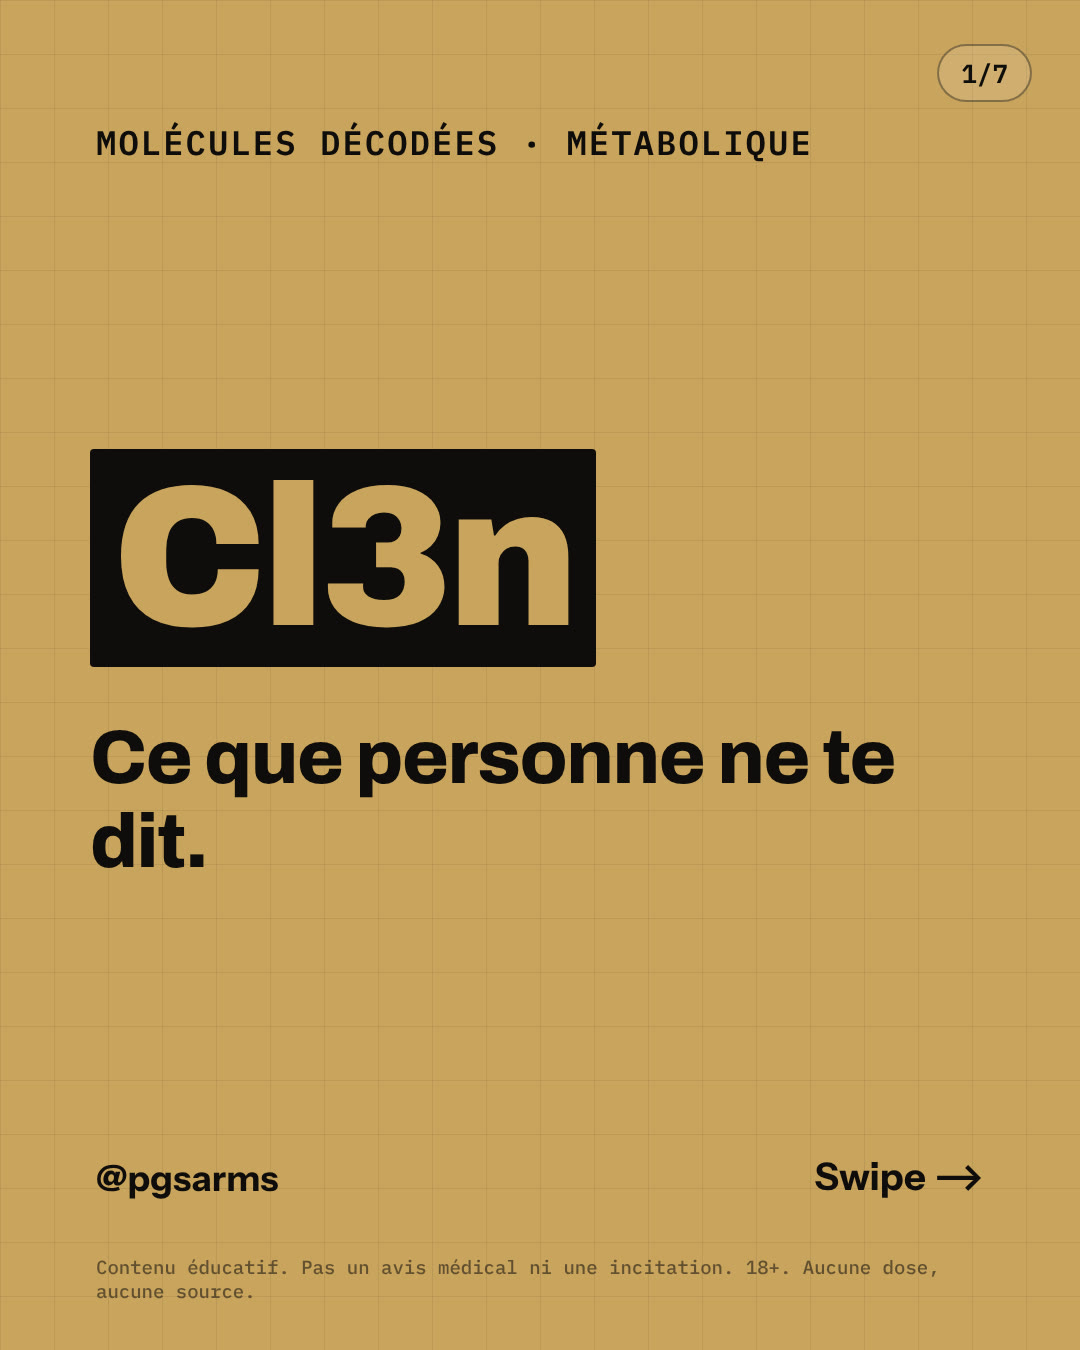 1/7
MOLÉCULES DÉCODÉES · MÉTABOLIQUE
Cl3n
Ce que personne ne te
dit.
@pgsarms
Swipe →
Contenu éducatif. Pas un avis médical ni une incitation. 18+. Aucune dose,
aucune source.